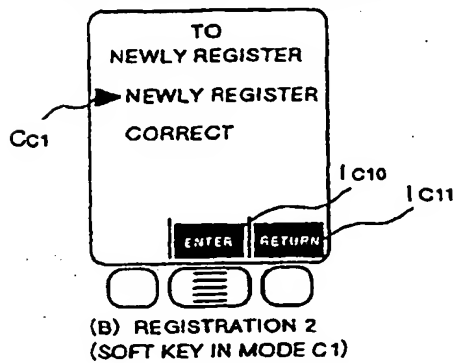 TO
NEWLY REGISTER
NEWLY REGISTER
CORRECT
CC1
IC10
IC11
ENTER
RETURN
(B) REGISTRATION 2
(SOFT KEY IN MODE C1)